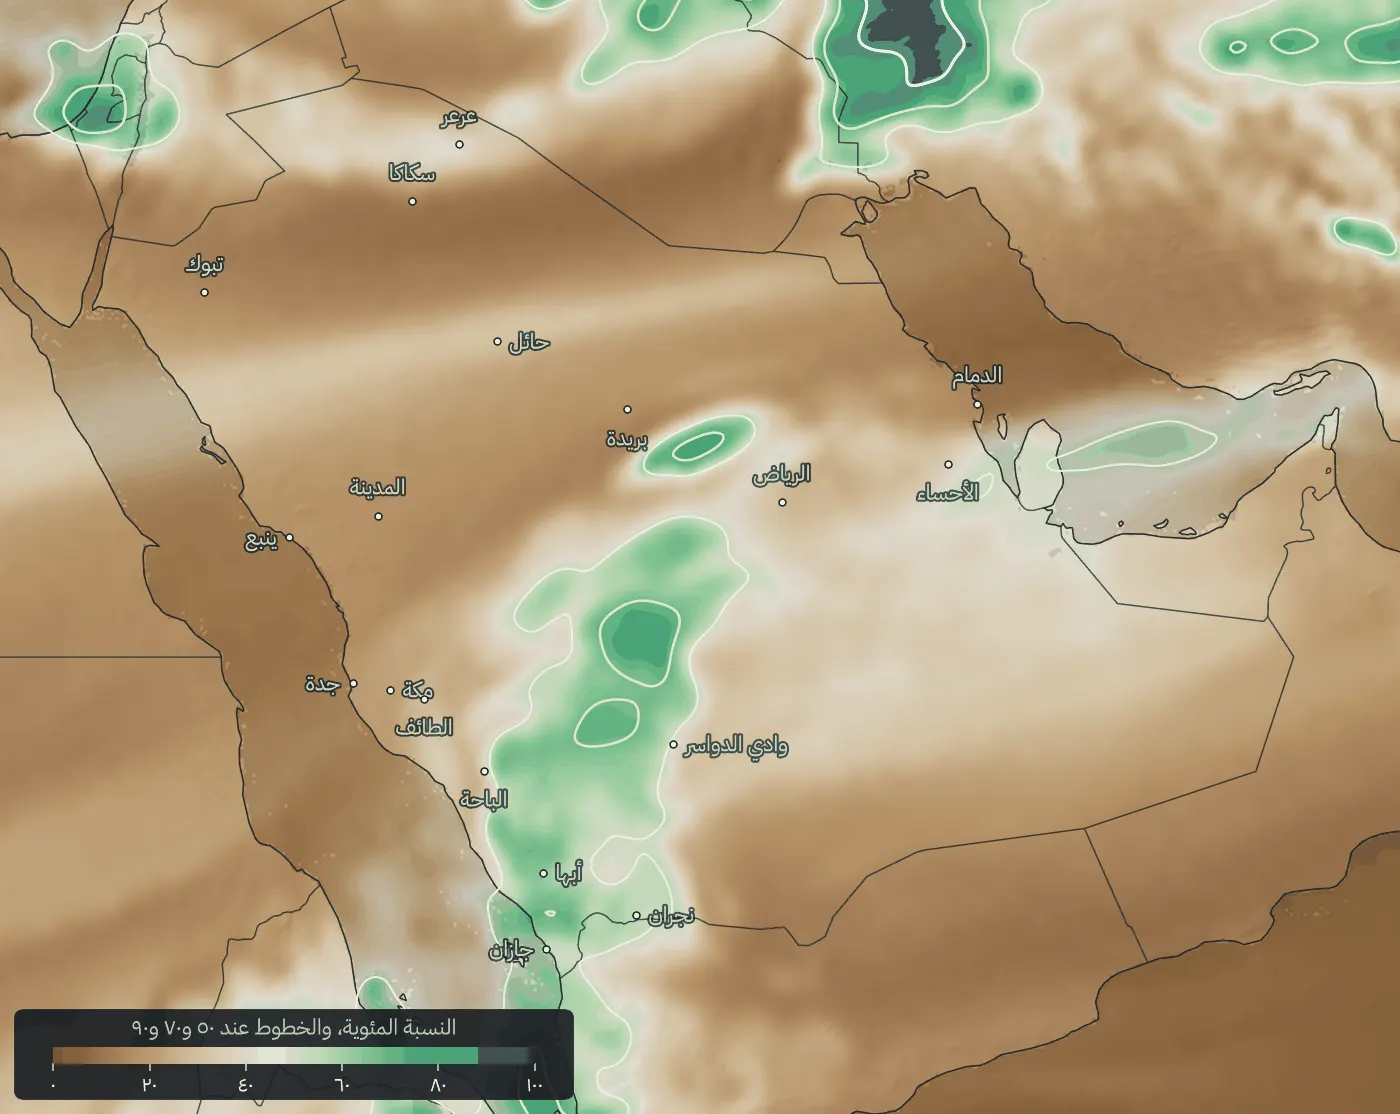 عرعر
سكاكا
تبوك
حائل
الدمام
بريدة
الرياض
الأحساء
المدينة
ينبع
جدة
مكة
الطائف
وادي الدواسر
الباحة
أبها
نجران
جازان
النسبة المئوية، والخطوط عند ٥٠ و٧٠ و٩٠
٠ ٢٠ ٤٠ ٦٠ ٨٠ ١٠٠